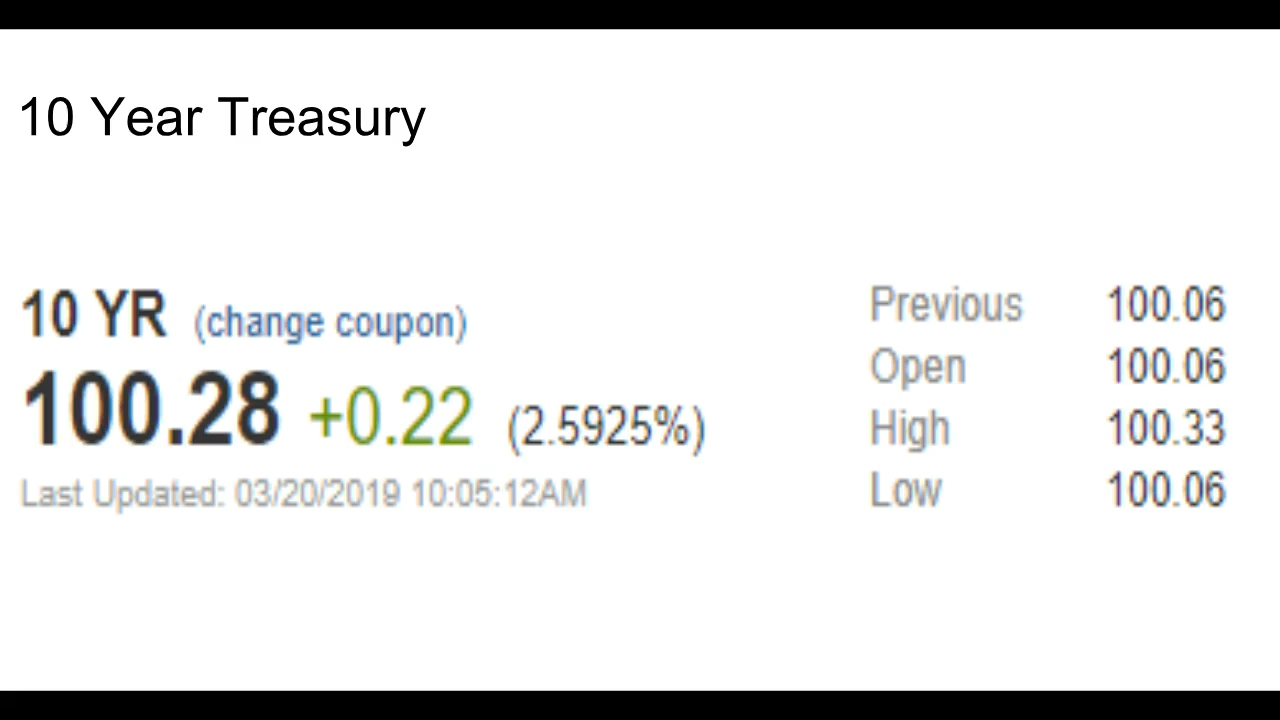 10 Year Treasury
10 YR (change coupon)
100.28 +0.22 (2.5925%)
Last Updated: 03/20/2019 10:05:12AM
Previous 100.06
Open 100.06
High 100.33
Low 100.06